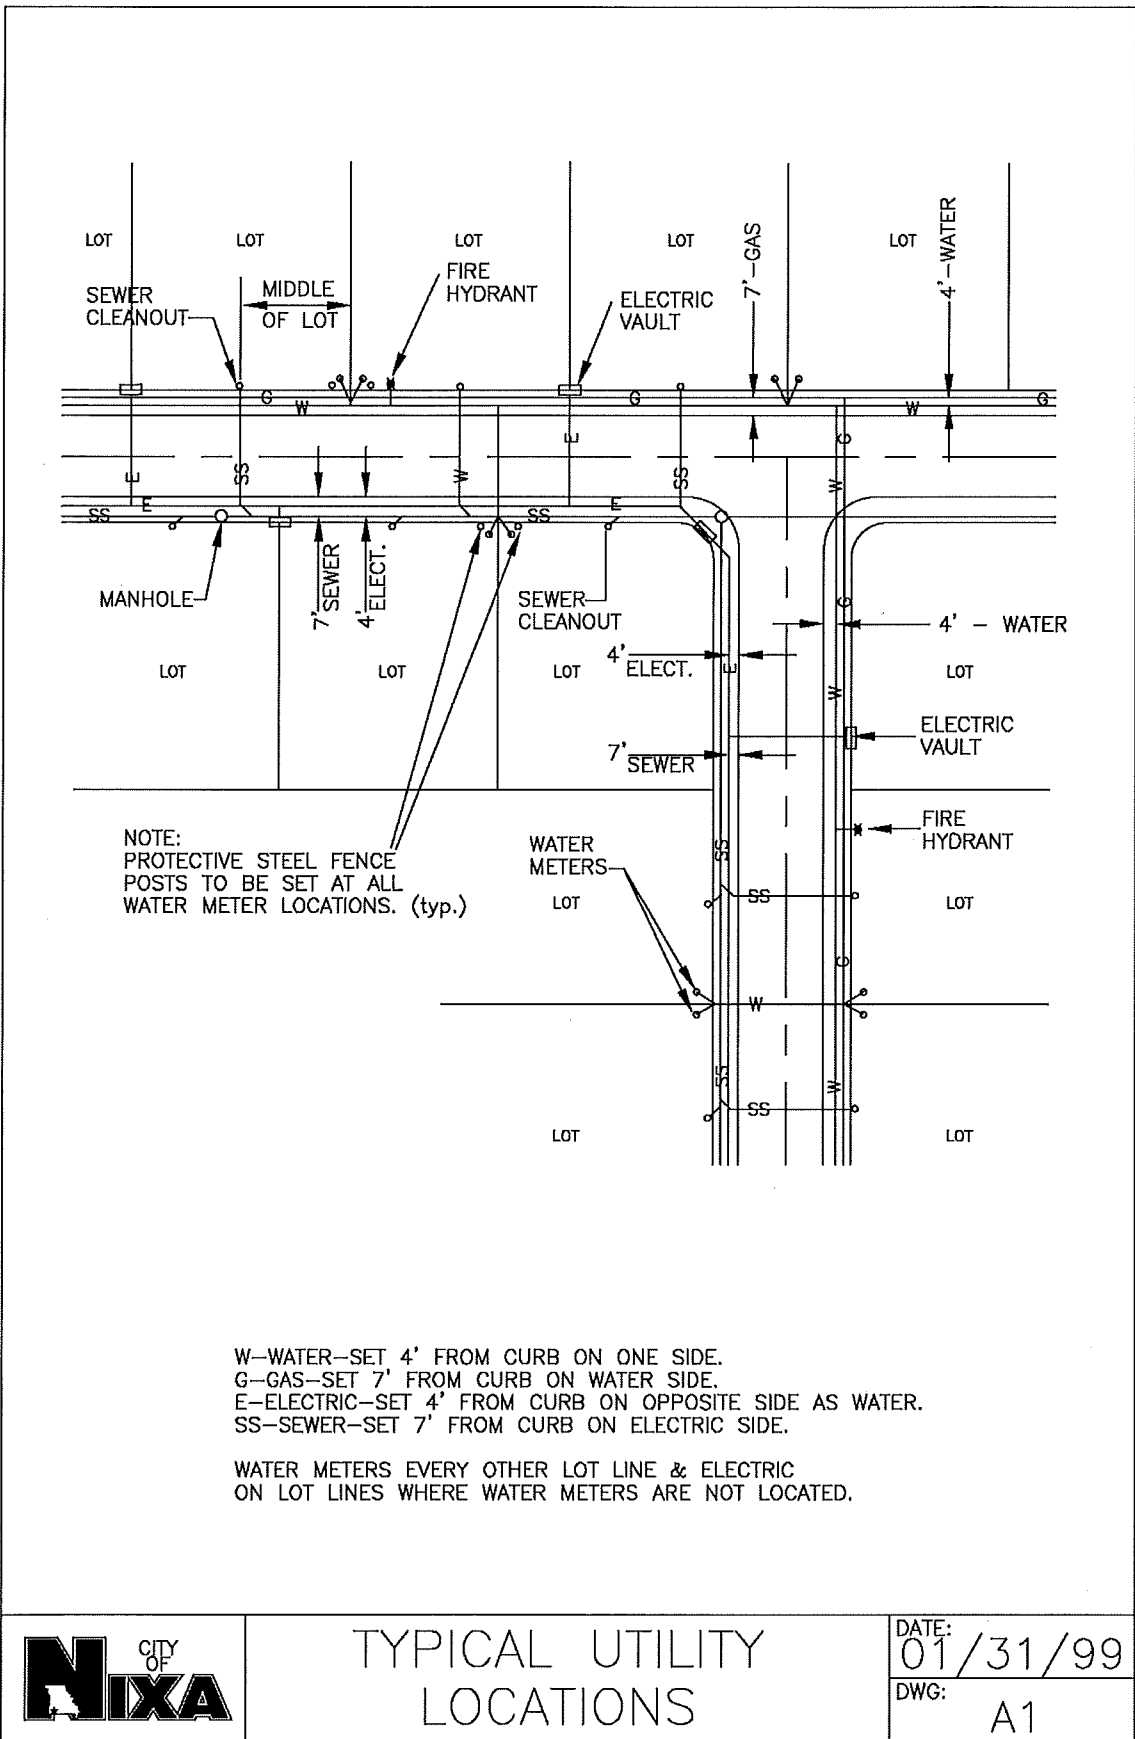 LOT
LOT
LOT
LOT
LOT
7'-GAS
4'-WATER
SEWER
CLEANOUT
MIDDLE
OF LOT
FIRE
HYDRANT
ELECTRIC
VAULT
G
G
G
W
W
E
E
SS
W
SS
G
W
SS
E
SS
E
MANHOLE
7' SEWER
4' ELECT.
SEWER
CLEANOUT
G
4' - WATER
4'
ELECT.
E
W
LOT
LOT
LOT
LOT
ELECTRIC
VAULT
7'
SEWER
NOTE:
PROTECTIVE STEEL FENCE
POSTS TO BE SET AT ALL
WATER METER LOCATIONS. (typ.)
WATER
METERS
FIRE
HYDRANT
SS
SS
LOT
LOT
G
W
SS
W
SS
LOT
LOT
W-WATER-SET 4' FROM CURB ON ONE SIDE.
G-GAS-SET 7' FROM CURB ON WATER SIDE.
E-ELECTRIC-SET 4' FROM CURB ON OPPOSITE SIDE AS WATER.
SS-SEWER-SET 7' FROM CURB ON ELECTRIC SIDE.
WATER METERS EVERY OTHER LOT LINE & ELECTRIC
ON LOT LINES WHERE WATER METERS ARE NOT LOCATED.
CITY
OF
NIXA
TYPICAL UTILITY
LOCATIONS
DATE:
01/31/99
DWG:
A1